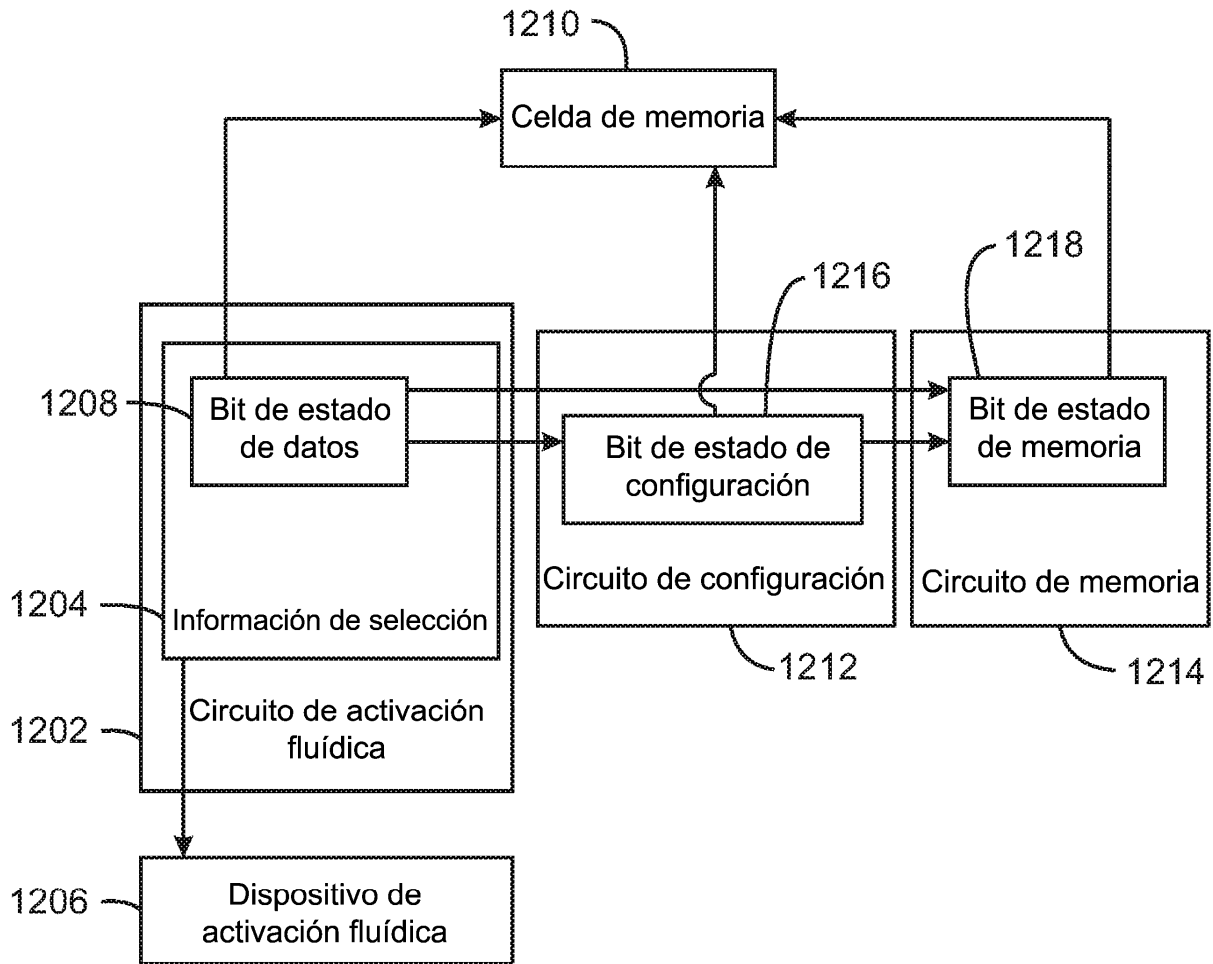 1210
Celda de memoria
1218
1216
1208
Bit de estado
de datos
Bit de estado de
configuración
Bit de estado
de memoria
Circuito de configuración
Circuito de memoria
1204
Información de selección
1212
1214
1202
Circuito de activación
fluídica
1206
Dispositivo de
activación fluídica